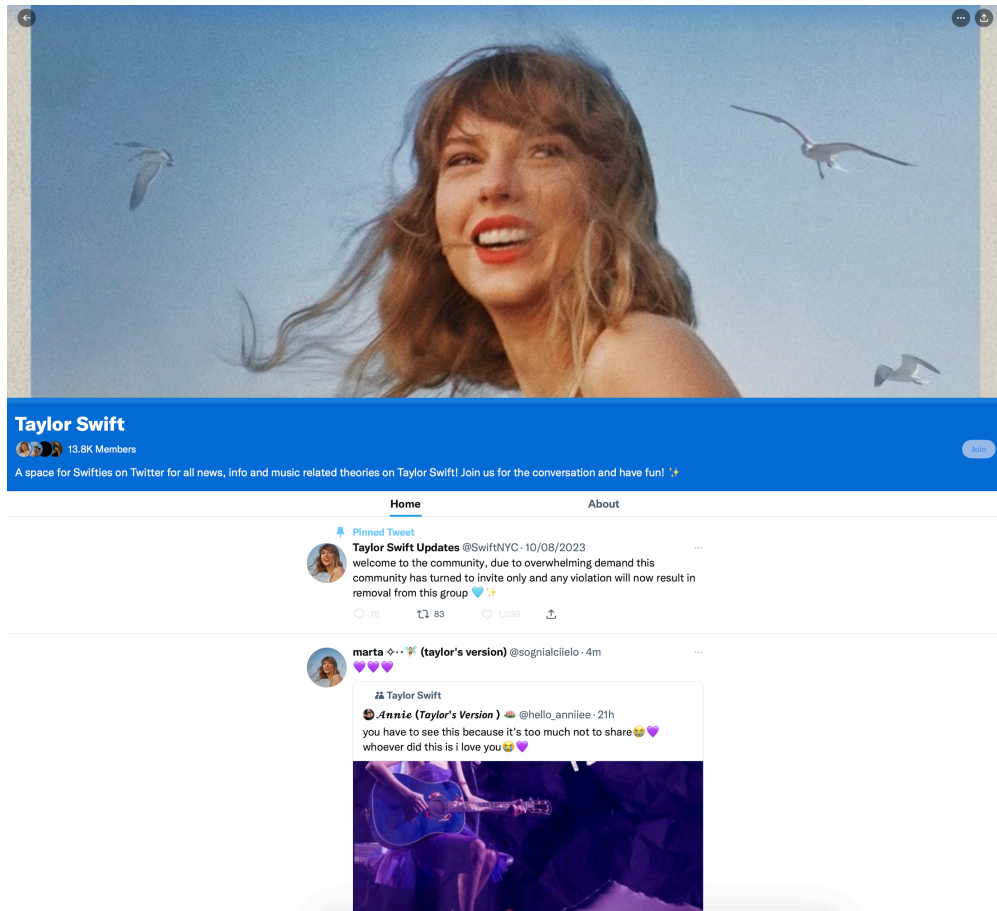 Taylor Swift
13.8K Members
Join
A space for Swifties on Twitter for all news, info and music related theories on Taylor Swift! Join us for the conversation and have fun! ✨
Home
About
Pinned Tweet
Taylor Swift Updates @SwiftNYC · 10/08/2023
welcome to the community, due to overwhelming demand this
community has turned to invite only and any violation will now result in
removal from this group 🩵✨
75
83
1,099
marta ✧··🧚🏻 (taylor's version) @sognialciielo · 4m
💜💜💜
Taylor Swift
𝓐𝓷𝓷𝓲𝓮 (Taylor's Version ) 🪷 @hello_anniiee · 21h
you have to see this because it's too much not to share😭💜
whoever did this is i love you😭💜